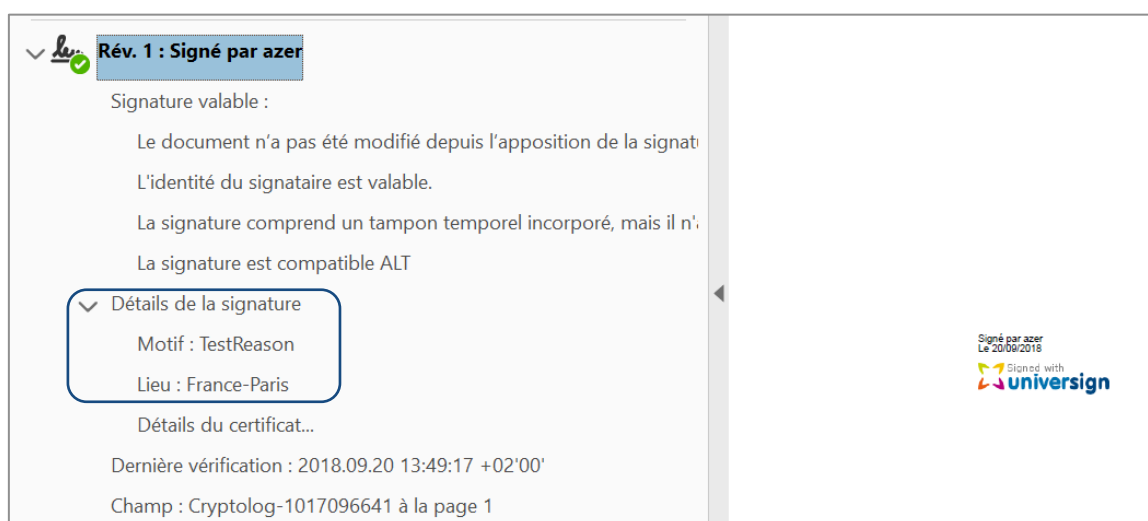 Rév. 1 : Signé par azer
Signature valable :
Le document n’a pas été modifié depuis l’apposition de la
L'identité du signataire est valable.
La signature comprend un tampon temporel incorporé, mais il
La signature est compatible ALT
Détails de la signature
Motif : TestReason
Lieu : France-Paris
Détails du certificat...
Dernière vérification : 2018.09.20 13:49:17 +02'00'
Champ : Cryptolog-1017096641 à la page 1
Signé par azer
Le 20/09/2018
Signed with
universign